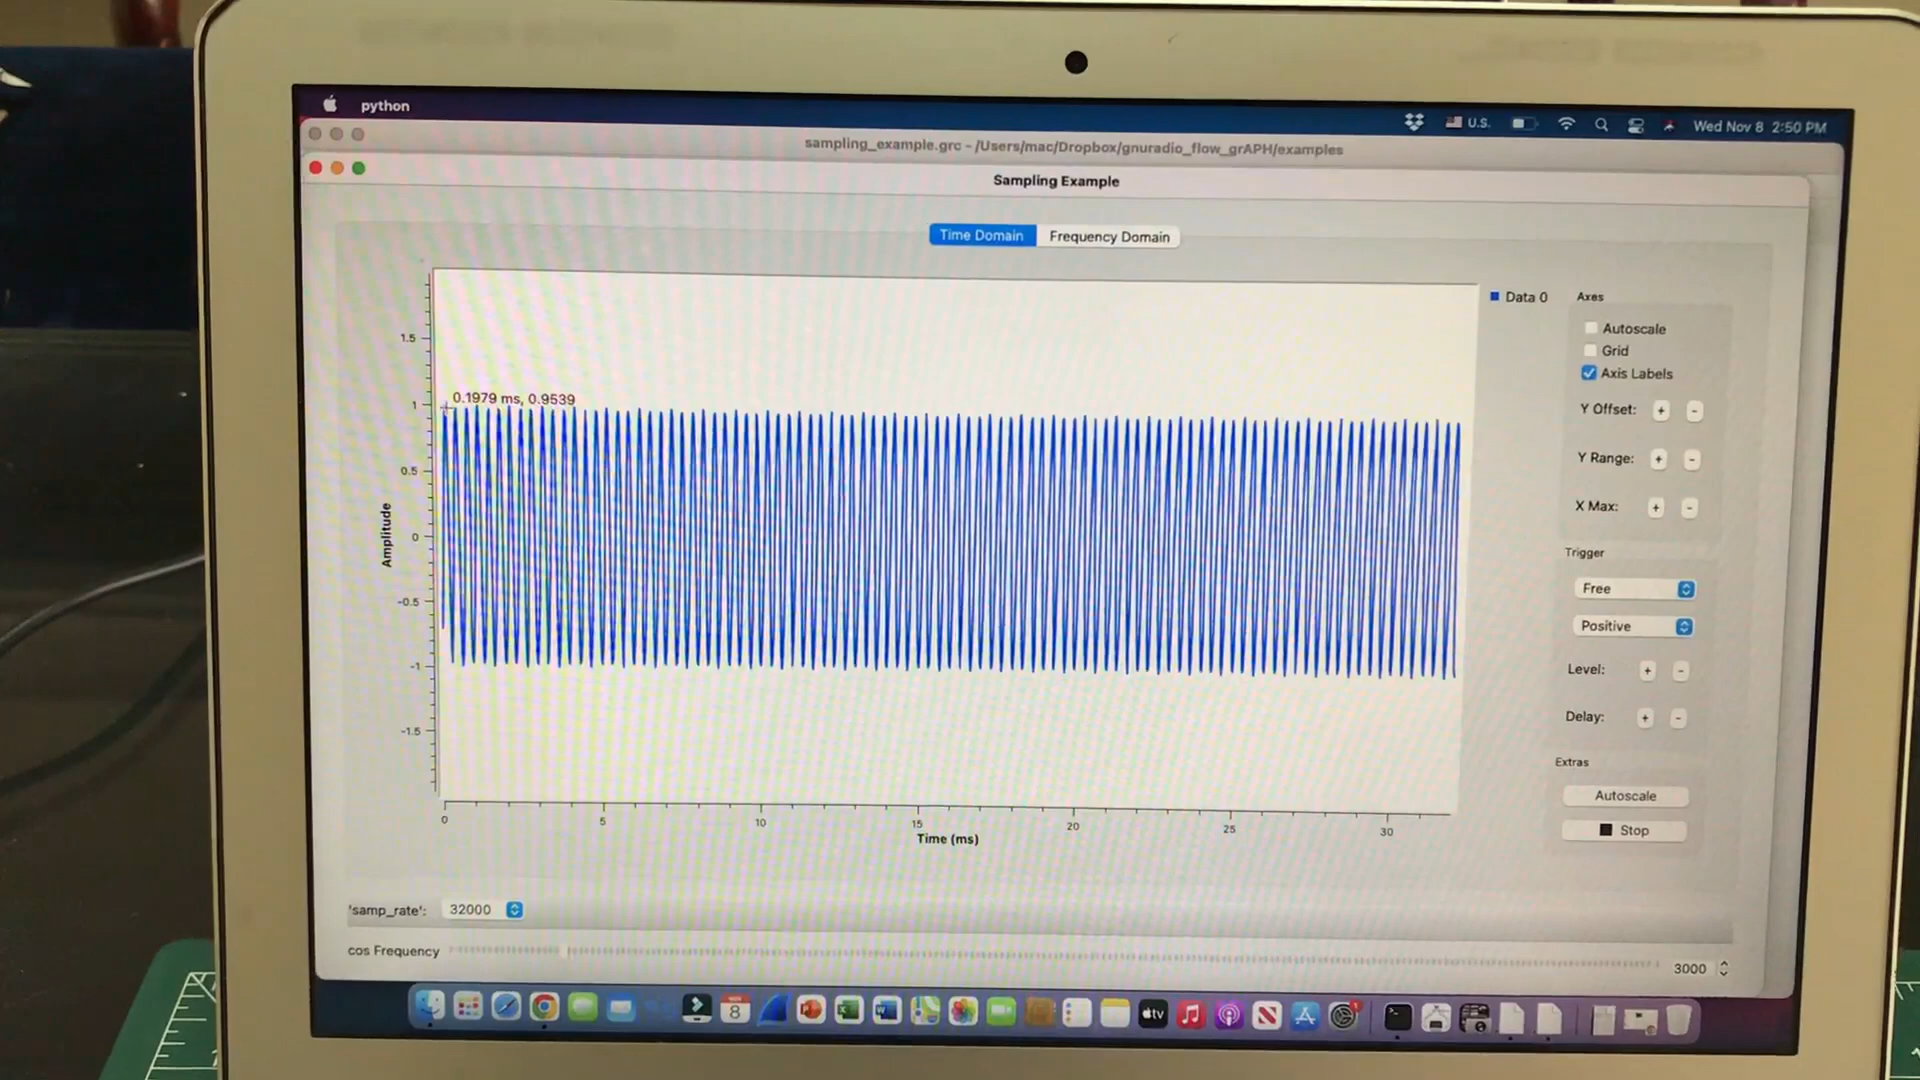 python
U.S.
Wed Nov 8 2:50 PM
sampling_example.grc - /Users/mac/Dropbox/gnuradio_flow_grAPH/examples
Sampling Example
Time Domain
Frequency Domain
Data 0
Axes
Autoscale
Grid
Axis Labels
Y Offset: + -
Y Range: + -
X Max: + -
Trigger
Free
Positive
Level: + -
Delay: + -
Extras
Autoscale
Stop
0.1979 ms, 0.9539
1.5
1
0.5
0
-0.5
-1
-1.5
Amplitude
0 5 10 15 20 25 30
Time (ms)
'samp_rate': 32000
cos Frequency
3000
8
tv